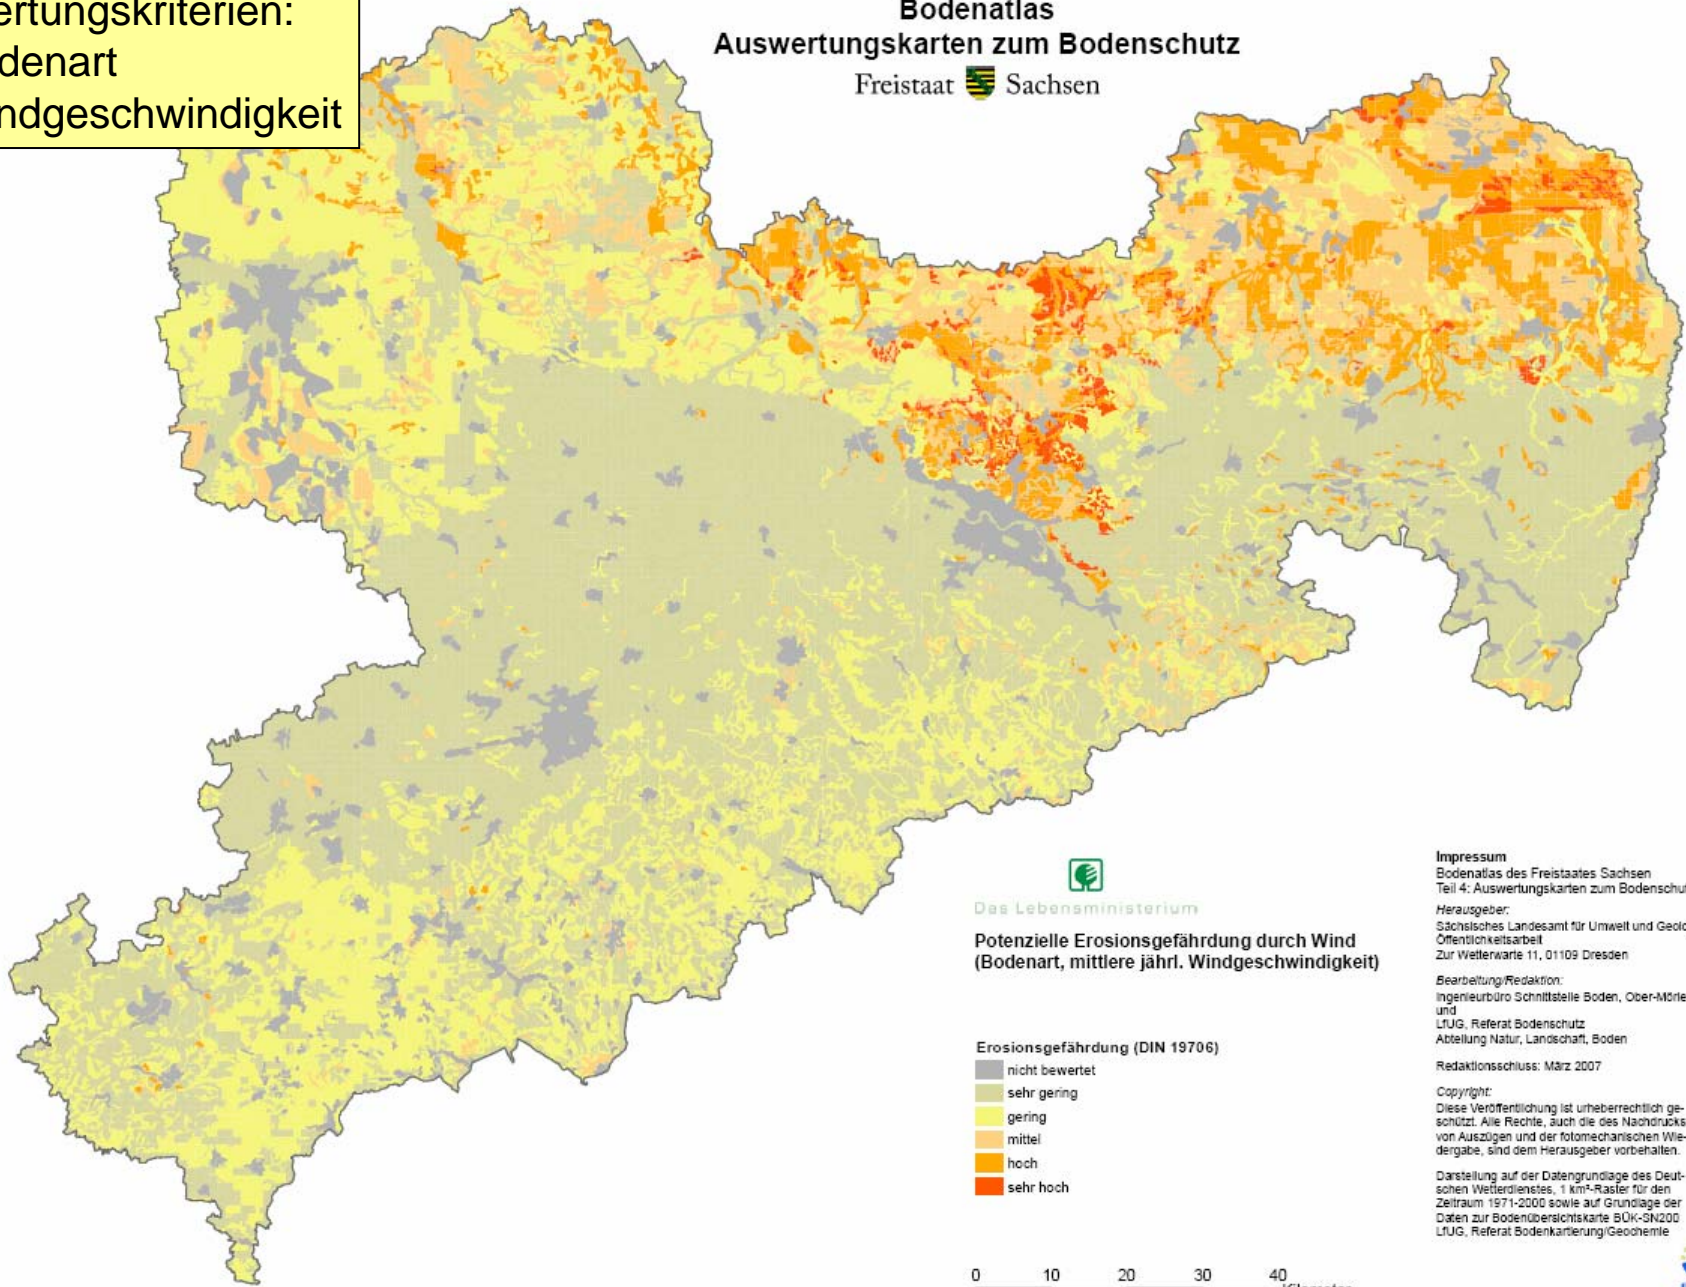 ertungskriterien:
denart
ndgeschwindigkeit
Bodenatlas
Auswertungskarten zum Bodenschutz
Freistaat Sachsen
Das Lebensministerium
Potenzielle Erosionsgefährdung durch Wind
(Bodenart, mittlere jährl. Windgeschwindigkeit)
Erosionsgefährdung (DIN 19706)
nicht bewertet
sehr gering
gering
mittel
hoch
sehr hoch
0 10 20 30 40
Kilometer
Impressum
Bodenatlas des Freistaates Sachsen
Teil 4: Auswertungskarten zum Bodenschut
Herausgeber:
Sächsisches Landesamt für Umwelt und Geolo
Öffentlichkeitsarbeit
Zur Wetterwarte 11, 01109 Dresden
Bearbeitung/Redaktion:
Ingenieurbüro Schnittstelle Boden, Ober-Mörle
und
LfUG, Referat Bodenschutz
Abteilung Natur, Landschaft, Boden
Redaktionsschluss: März 2007
Copyright:
Diese Veröffentlichung ist urheberrechtlich ge-
schützt. Alle Rechte, auch die des Nachdrucks
von Auszügen und der fotomechanischen Wie-
dergabe, sind dem Herausgeber vorbehalten.
Darstellung auf der Datengrundlage des Deut-
schen Wetterdienstes, 1 km²-Raster für den
Zeitraum 1971-2000 sowie auf Grundlage der
Daten zur Bodenübersichtskarte BÜK-SN200
LfUG, Referat Bodenkartierung/Geochemie